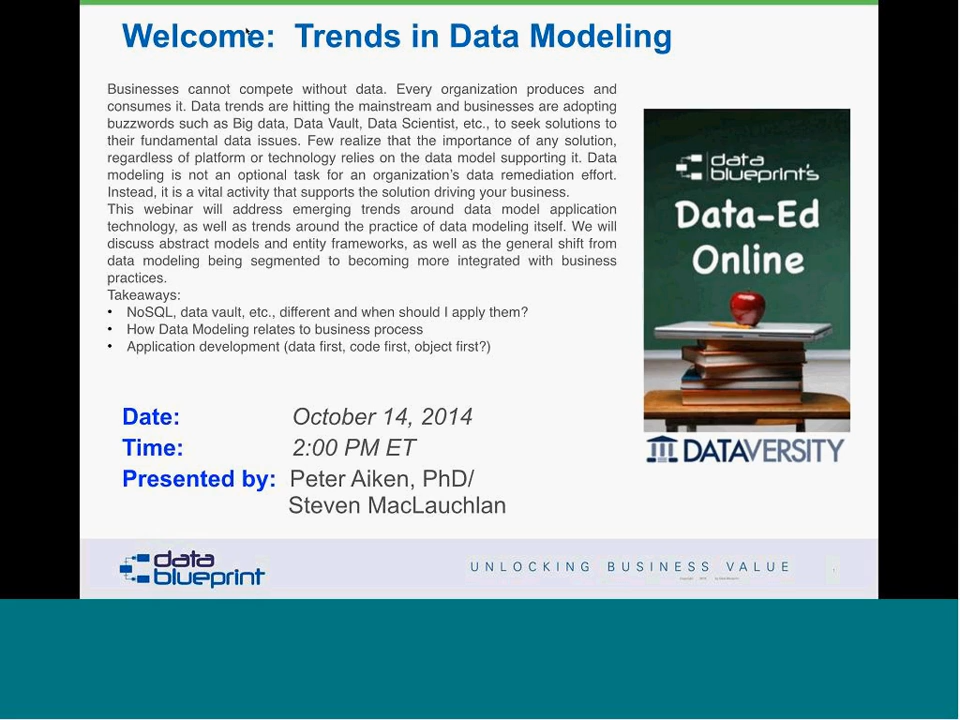 Welcome: Trends in Data Modeling
Businesses cannot compete without data. Every organization produces and
consumes it. Data trends are hitting the mainstream and businesses are adopting
buzzwords such as Big data, Data Vault, Data Scientist, etc., to seek solutions to
their fundamental data issues. Few realize that the importance of any solution,
regardless of platform or technology relies on the data model supporting it. Data
modeling is not an optional task for an organization's data remediation effort.
Instead, it is a vital activity that supports the solution driving your business.
This webinar will address emerging trends around data model application
technology, as well as trends around the practice of data modeling itself. We will
discuss abstract models and entity frameworks, as well as the general shift from
data modeling being segmented to becoming more integrated with business
practices.
Takeaways:
• NoSQL, data vault, etc., different and when should I apply them?
• How Data Modeling relates to business process
• Application development (data first, code first, object first?)
data
blueprint's
Data-Ed
Online
DATAVERSITY
Date: October 14, 2014
Time: 2:00 PM ET
Presented by: Peter Aiken, PhD/
Steven MacLauchlan
data
blueprint
UNLOCKING BUSINESS VALUE